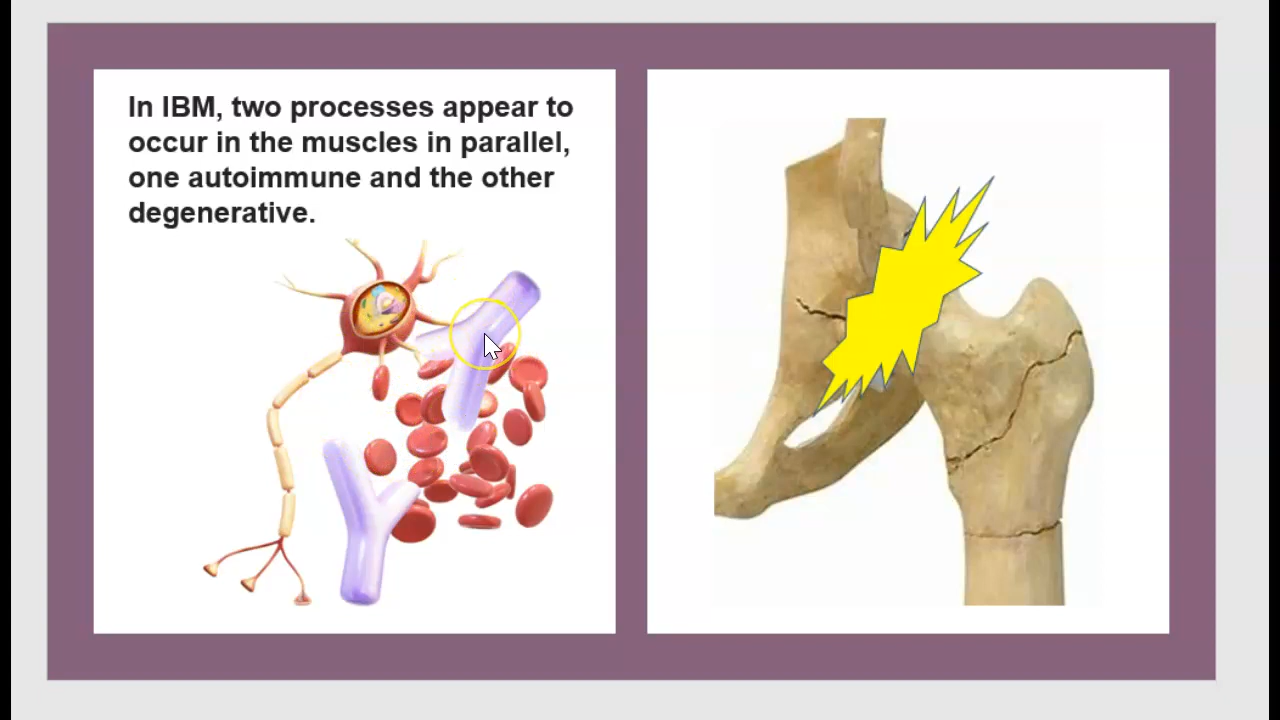 In IBM, two processes appear to
occur in the muscles in parallel,
one autoimmune and the other
degenerative.